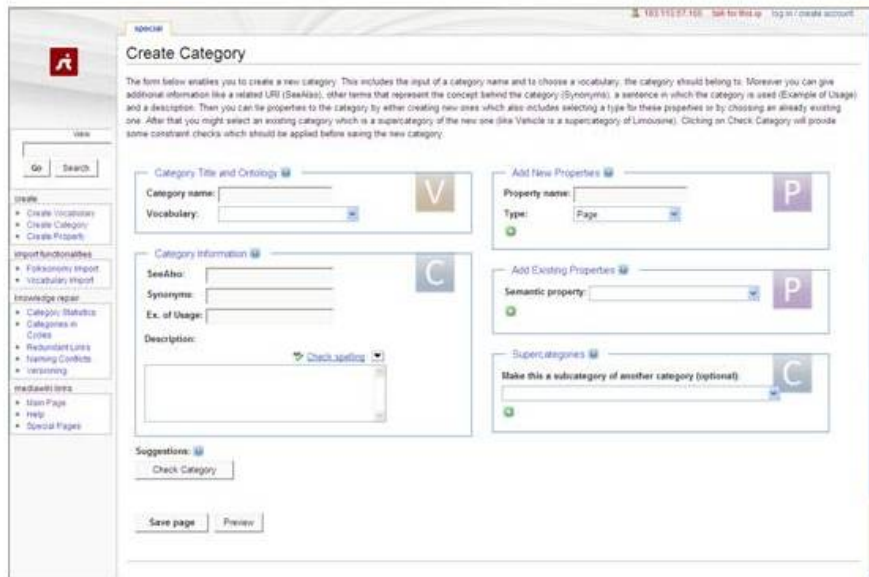 talk for this ip log in / create account
special
Create Category
The form below enables you to create a new category. This includes the input of a category name and to choose a vocabulary, the category should belong to. Moreover you can give
additional information like a related URI (SeeAlso), other terms that represent the concept behind the category (Synonyms), a sentence in which the category is used (Example of Usage)
and a description. Then you can tie properties to the category by either creating new ones which also includes selecting a type for these properties or by choosing an already existing
one. After that you might select an existing category which is a supercategory of the new one (like Vehicle is a supercategory of Limousine). Clicking on Check Category will provide
some constraint checks which should be applied before saving the new category.
view
Go Search
create
Create Vocabulary
Create Category
Create Property
import functionalities
Folksonomy Import
Vocabulary Import
knowledge repair
Category Statistics
Categories in
Cycles
Redundant Links
Naming Conflicts
Versioning
mediawiki links
Main Page
Help
Special Pages
Category Title and Ontology
V
Category name:
Vocabulary:
Category Information
C
SeeAlso:
Synonyms:
Ex. of Usage:
Description:
Check spelling
Add New Properties
P
Property name:
Type: Page
Add Existing Properties
P
Semantic property:
Supercategories
C
Make this a subcategory of another category (optional):
Suggestions:
Check Category
Save page Preview